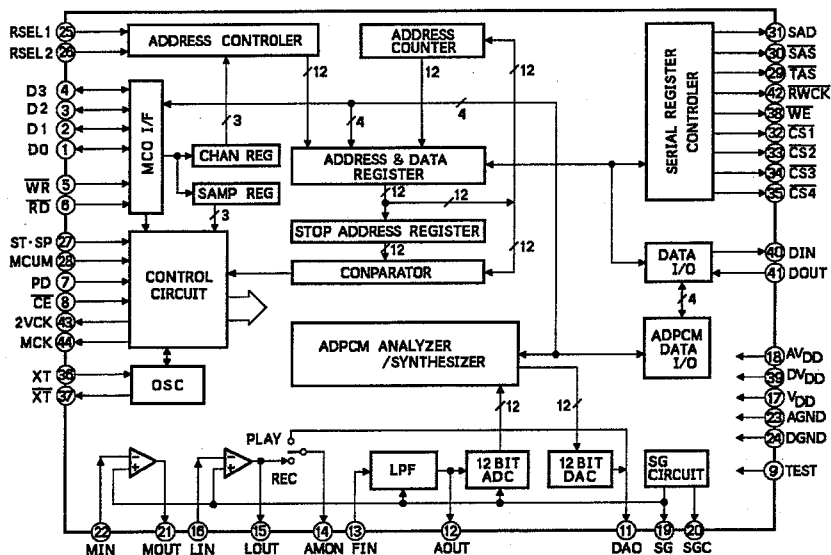 RSEL1 25
RSEL2 26
D3 4
D2 3
D1 2
D0 1
WR 5
RD 6
ST·SP 27
MCUM 28
PD 7
CE 8
2VCK 43
MCK 44
XT 36
XT 37
ADDRESS CONTROLER
ADDRESS
COUNTER
12
12
12
MCO I/F
3
4
4
CHAN REG
SAMP REG
3
ADDRESS & DATA
REGISTER
12
12
STOP ADDRESS REGISTER
12
12
CONPARATOR
CONTROL
CIRCUIT
OSC
ADPCM ANALYZER
/SYNTHESIZER
12
12
SERIAL REGISTER
CONTROLER
DATA
I/O
4
ADPCM
DATA
I/O
31 SAD
30 SAS
29 TAS
42 RWCK
38 WE
32 CS1
33 CS2
34 CS3
35 CS4
40 DIN
41 DOUT
18 AVDD
39 DVDD
17 VDD
23 AGND
24 DGND
9 TEST
PLAY
REC
LPF
12BIT
ADC
12BIT
DAC
SG
CIRCUIT
22 21 16 15 14 13 12 11 19 20
MIN MOUT LIN LOUT AMON FIN AOUT DAO SG SGC